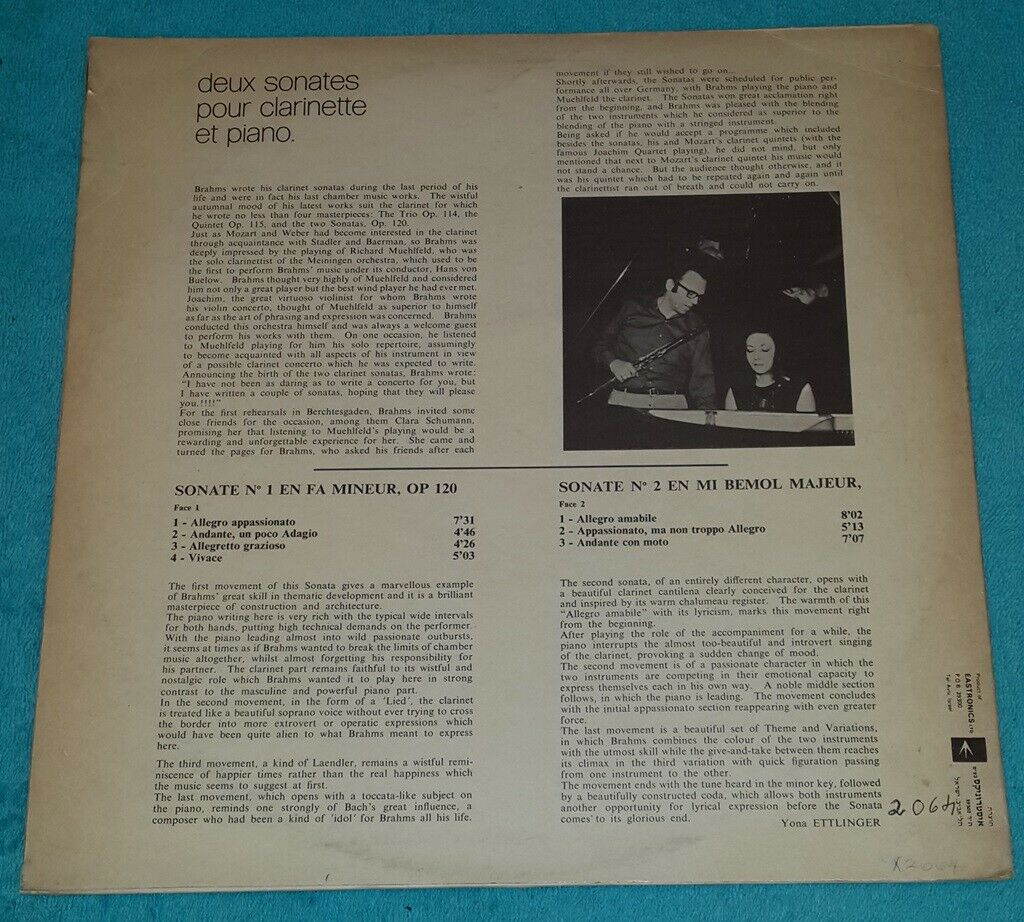 deux sonates
pour clarinette
et piano.
Brahms wrote his clarinet sonatas during the last period of his
life and were in fact his last chamber music works. The wistful
autumnal mood of his latest works suit the clarinet for which
he wrote no less than four masterpieces: The Trio Op. 114, the
Quintet Op. 115, and the two Sonatas, Op. 120.
Just as Mozart and Weber had become interested in the clarinet
through acquaintance with Stadler and Baerman, so Brahms was
deeply impressed by the playing of Richard Muehlfeld, who was
the solo clarinettist of the Meiningen orchestra, which used to be
the first to perform Brahms' music under its conductor, Hans von
Buelow. Brahms thought very highly of Muehlfeld and considered
him not only a great player but the best wind player he had ever met.
Joachim, the great virtuoso violinist for whom Brahms wrote
his violin concerto, thought of Muehlfeld as superior to himself
as far as the art of phrasing and expression was concerned. Brahms
conducted this orchestra himself and was always a welcome guest
to perform his works with them. On one occasion, he listened
to Muehlfeld playing for him his solo repertoire, assumingly
to become acquainted with all aspects of his instrument in view
of a possible clarinet concerto which he was expected to write.
Announcing the birth of the two clarinet sonatas, Brahms wrote:
"I have not been as daring as to write a concerto for you, but
I have written a couple of sonatas, hoping that they will please
you.!!!!"
For the first rehearsals in Berchtesgaden, Brahms invited some
close friends for the occasion, among them Clara Schumann,
promising her that listening to Muehlfeld's playing would be a
rewarding and unforgettable experience for her. She came and
turned the pages for Brahms, who asked his friends after each
movement if they still wished to go on...
Shortly afterwards, the Sonatas were scheduled for public per-
formance all over Germany, with Brahms playing the piano and
Muehlfeld the clarinet. The Sonatas won great acclamation right
from the beginning, and Brahms was pleased with the blending
of the two instruments which he considered as superior to the
blending of the piano with a stringed instrument.
Being asked if he would accept a programme which included
besides the sonatas, his and Mozart's clarinet quintets (with the
famous Joachim Quartet playing), he did not mind, but only
mentioned that next to Mozart's clarinet quintet his music would
not stand a chance. But the audience thought otherwise, and it
was his quintet which had to be repeated again and again until
the clarinettist ran out of breath and could not carry on.
SONATE N° 1 EN FA MINEUR, OP 120
Face 1
1 - Allegro appassionato 7'31
2 - Andante, un poco Adagio 4'46
3 - Allegretto grazioso 4'26
4 - Vivace 5'03
The first movement of this Sonata gives a marvellous example
of Brahms' great skill in thematic development and it is a brilliant
masterpiece of construction and architecture.
The piano writing here is very rich with the typical wide intervals
for both hands, putting high technical demands on the performer.
With the piano leading almost into wild passionate outbursts,
it seems at times as if Brahms wanted to break the limits of chamber
music altogether, whilst almost forgetting his responsibility for
his partner. The clarinet part remains faithful to its wistful and
nostalgic role which Brahms wanted it to play here in strong
contrast to the masculine and powerful piano part.
In the second movement, in the form of a 'Lied', the clarinet
is treated like a beautiful soprano voice without ever trying to cross
the border into more extrovert or operatic expressions which
would have been quite alien to what Brahms meant to express
here.
The third movement, a kind of Laendler, remains a wistful remi-
niscence of happier times rather than the real happiness which
the music seems to suggest at first.
The last movement, which opens with a toccata-like subject on
the piano, reminds one strongly of Bach's great influence, a
composer who had been a kind of 'idol' for Brahms all his life.
SONATE N° 2 EN MI BEMOL MAJEUR,
Face 2
1 - Allegro amabile 8'02
2 - Appassionato, ma non troppo Allegro 5'13
3 - Andante con moto 7'07
The second sonata, of an entirely different character, opens with
a beautiful clarinet cantilena clearly conceived for the clarinet
and inspired by its warm chalumeau register. The warmth of this
"Allegro amabile" with its lyricism, marks this movement right
from the beginning.
After playing the role of the accompaniment for a while, the
piano interrupts the almost too-beautiful and introvert singing
of the clarinet, provoking a sudden change of mood.
The second movement is of a passionate character in which the
two instruments are competing in their emotional capacity to
express themselves each in his own way. A noble middle section
follows, in which the piano is leading. The movement concludes
with the initial appassionato section reappearing with even greater
force.
The last movement is a beautiful set of Theme and Variations,
in which Brahms combines the colour of the two instruments
with the utmost skill while the give-and-take between them reaches
its climax in the third variation with quick figuration passing
from one instrument to the other.
The movement ends with the tune heard in the minor key, followed
by a beautifully constructed coda, which allows both instruments
another opportunity for lyrical expression before the Sonata
comes to its glorious end.
Yona ETTLINGER
EASTRONICS LTD
איסטרוניקס
2064